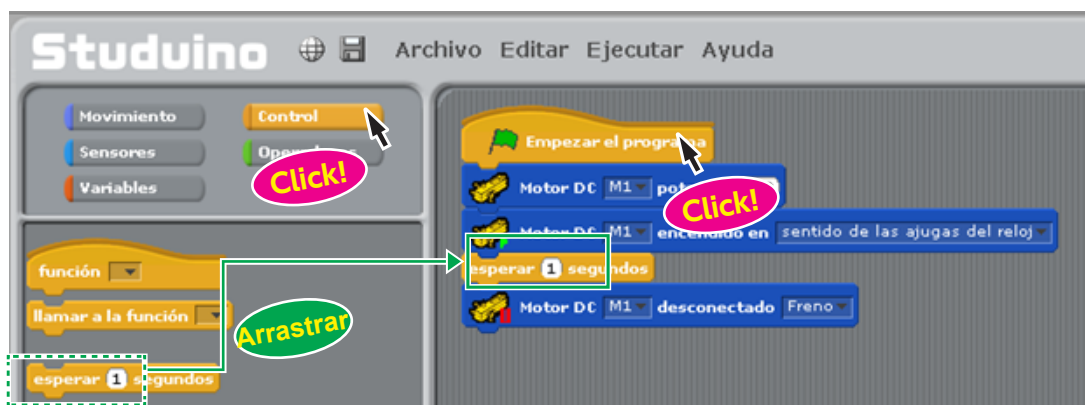 Studuino Archivo Editar Ejecutar Ayuda
Movimiento Control
Sensores
Variables
Click!
función
llamar a la función
Arrastrar
esperar 1 segundos
Empezar el programa
Motor DC M1
Click!
Motor DC M1 encendido en sentido de las ajugas del reloj
esperar 1 segundos
Motor DC M1 desconectado Freno